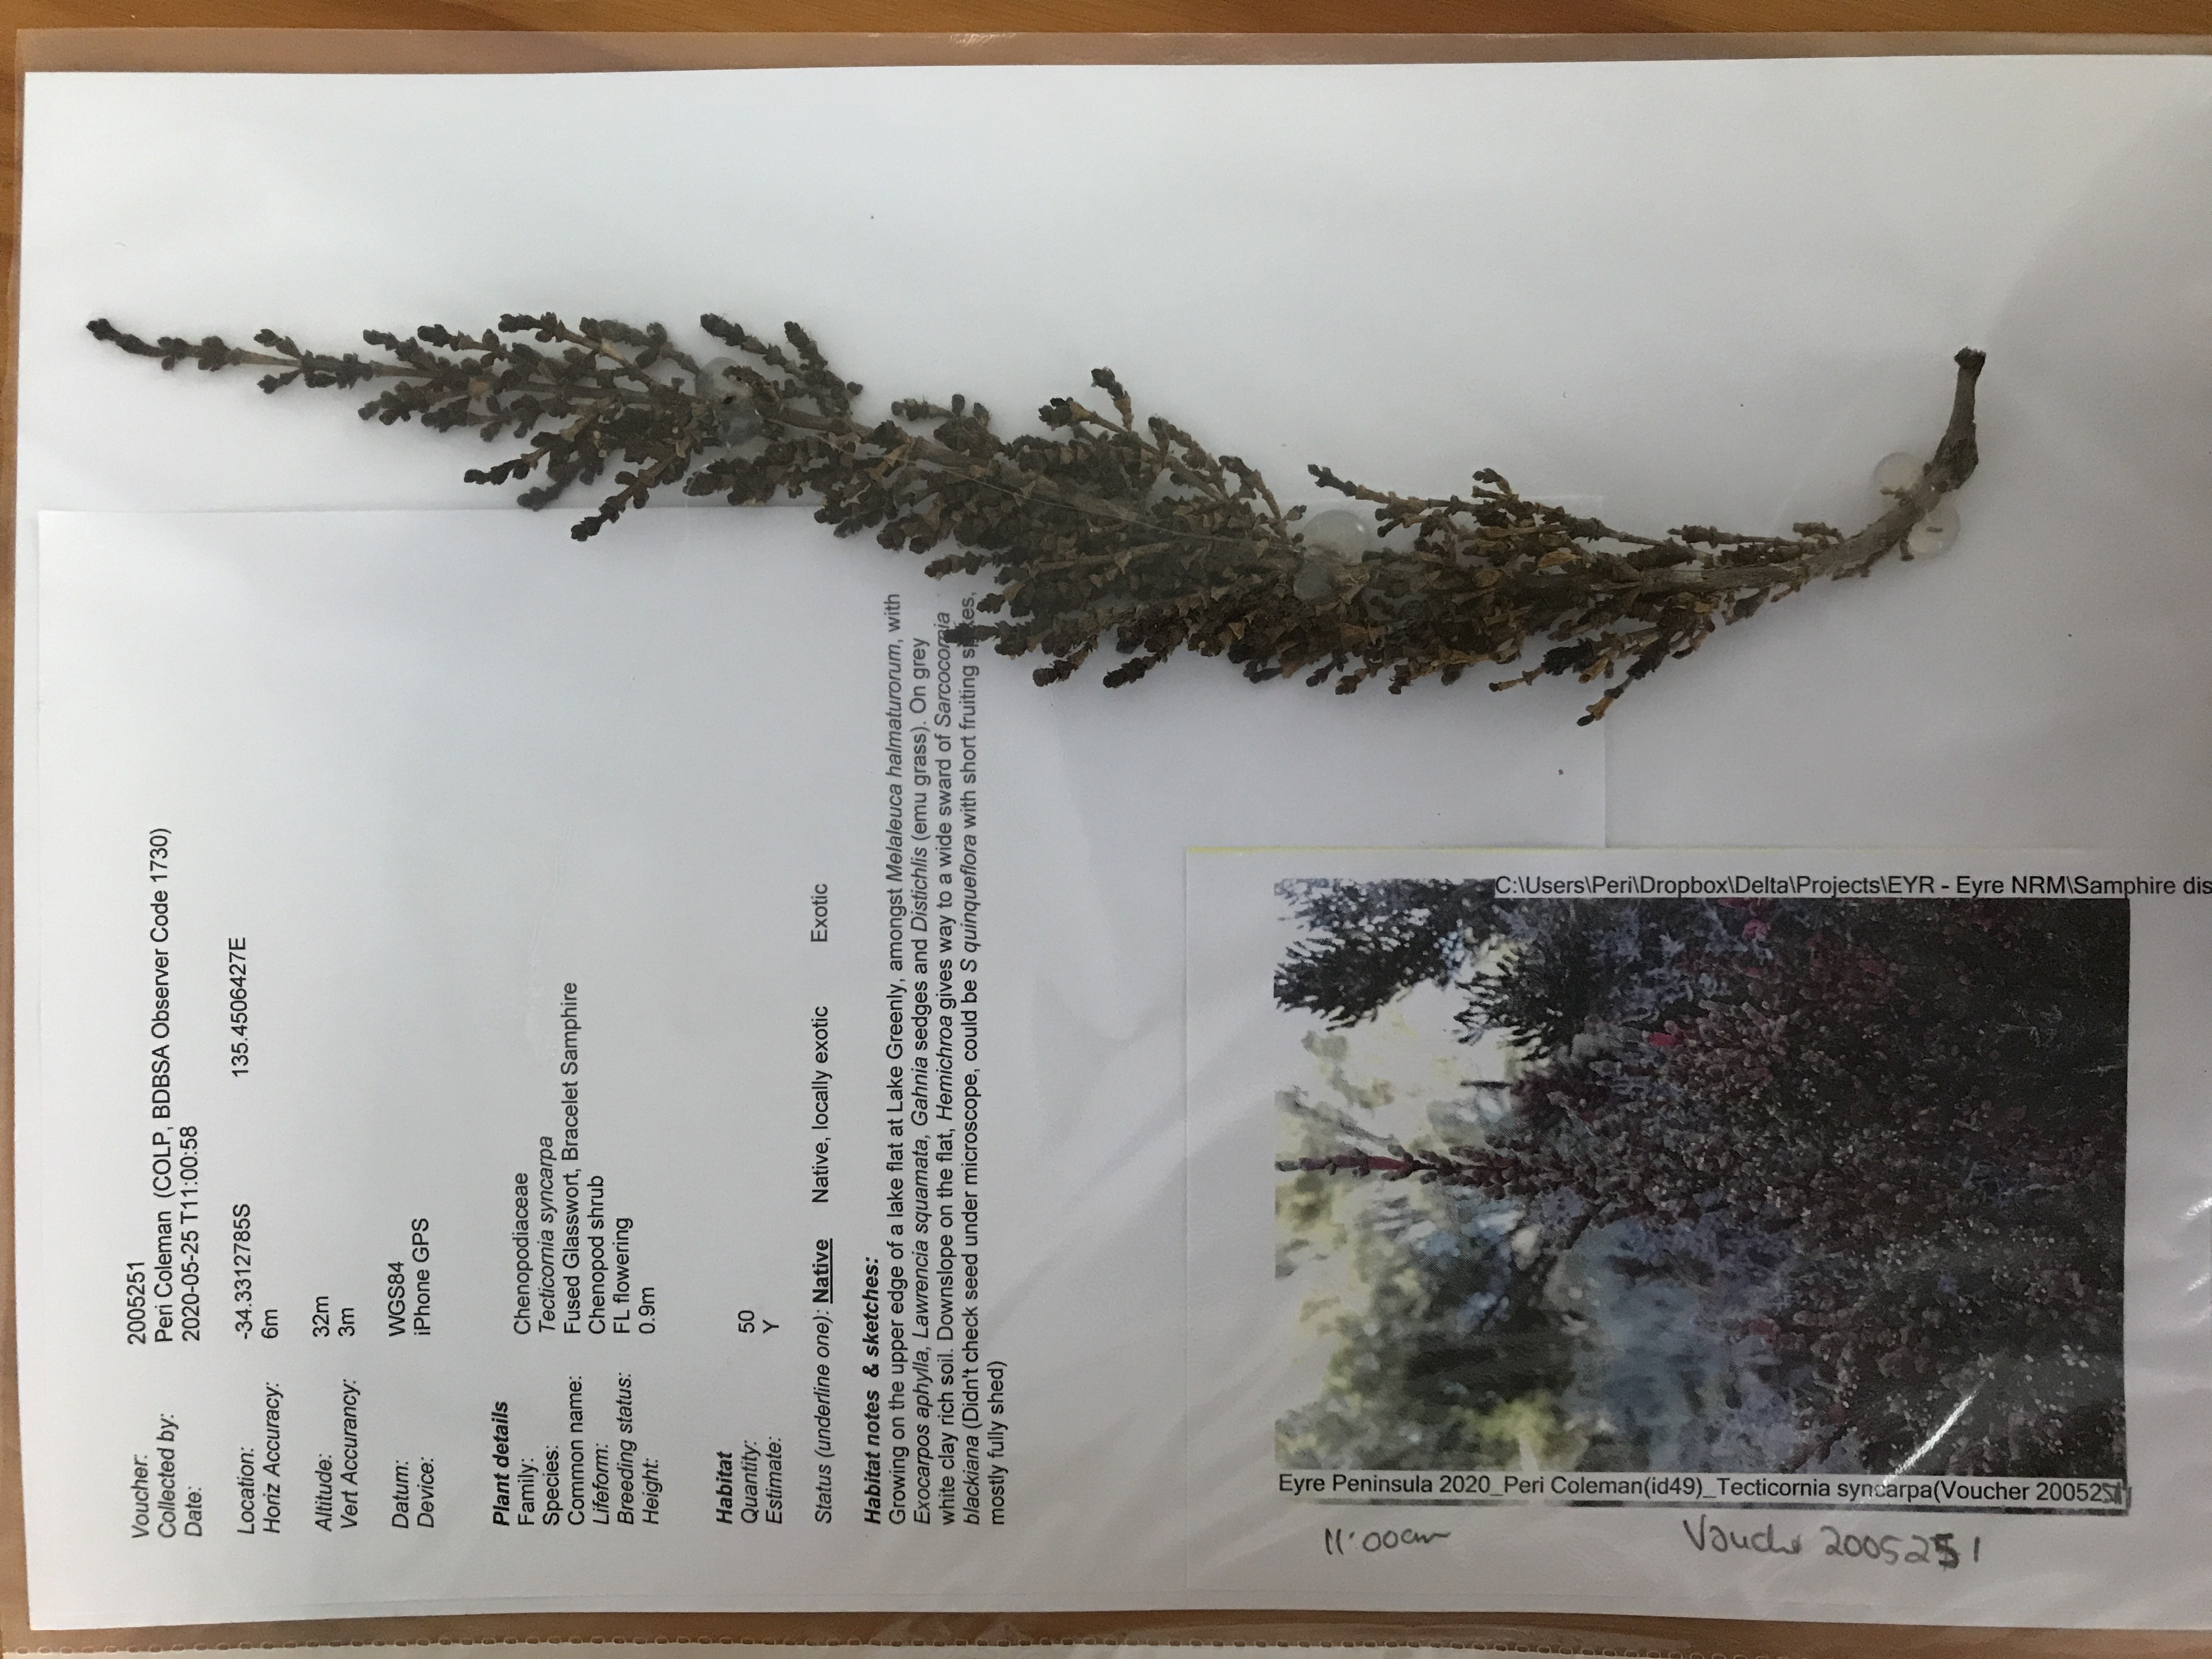 Voucher: 2005251
Collected by: Peri Coleman (COLP, BDBSA Observer Code 1730)
Date: 2020-05-25 T11:00:58
Location: -34.3312785S 135.4506427E
Horiz Accuracy: 6m
Altitude: 32m
Vert Accurancy: 3m
Datum: WGS84
Device: iPhone GPS
Plant details
Family: Chenopodiaceae
Species: Tecticornia syncarpa
Common name: Fused Glasswort, Bracelet Samphire
Lifeform: Chenopod shrub
Breeding status: FL flowering
Height: 0.9m
Habitat
Quantity: 50
Estimate: Y
Status (underline one): Native Native, locally exotic Exotic
Habitat notes & sketches:
Growing on the upper edge of a lake flat at Lake Greenly, amongst Melaleuca halmaturorum, with
Exocarpos aphylla, Lawrencia squamata, Gahnia sedges and Distichlis (emu grass). On grey
white clay rich soil. Downslope on the flat, Hemichroa gives way to a wide sward of Sarcocornia
blackiana (Didn't check seed under microscope, could be S quinqueflora with short fruiting spikes,
mostly fully shed)
C:\Users\Peri\Dropbox\Delta\Projects\EYR - Eyre NRM\Samphire dis
Eyre Peninsula 2020_Peri Coleman(id49)_Tecticornia syncarpa(Voucher 2005251
11:00am Voucher 2005251